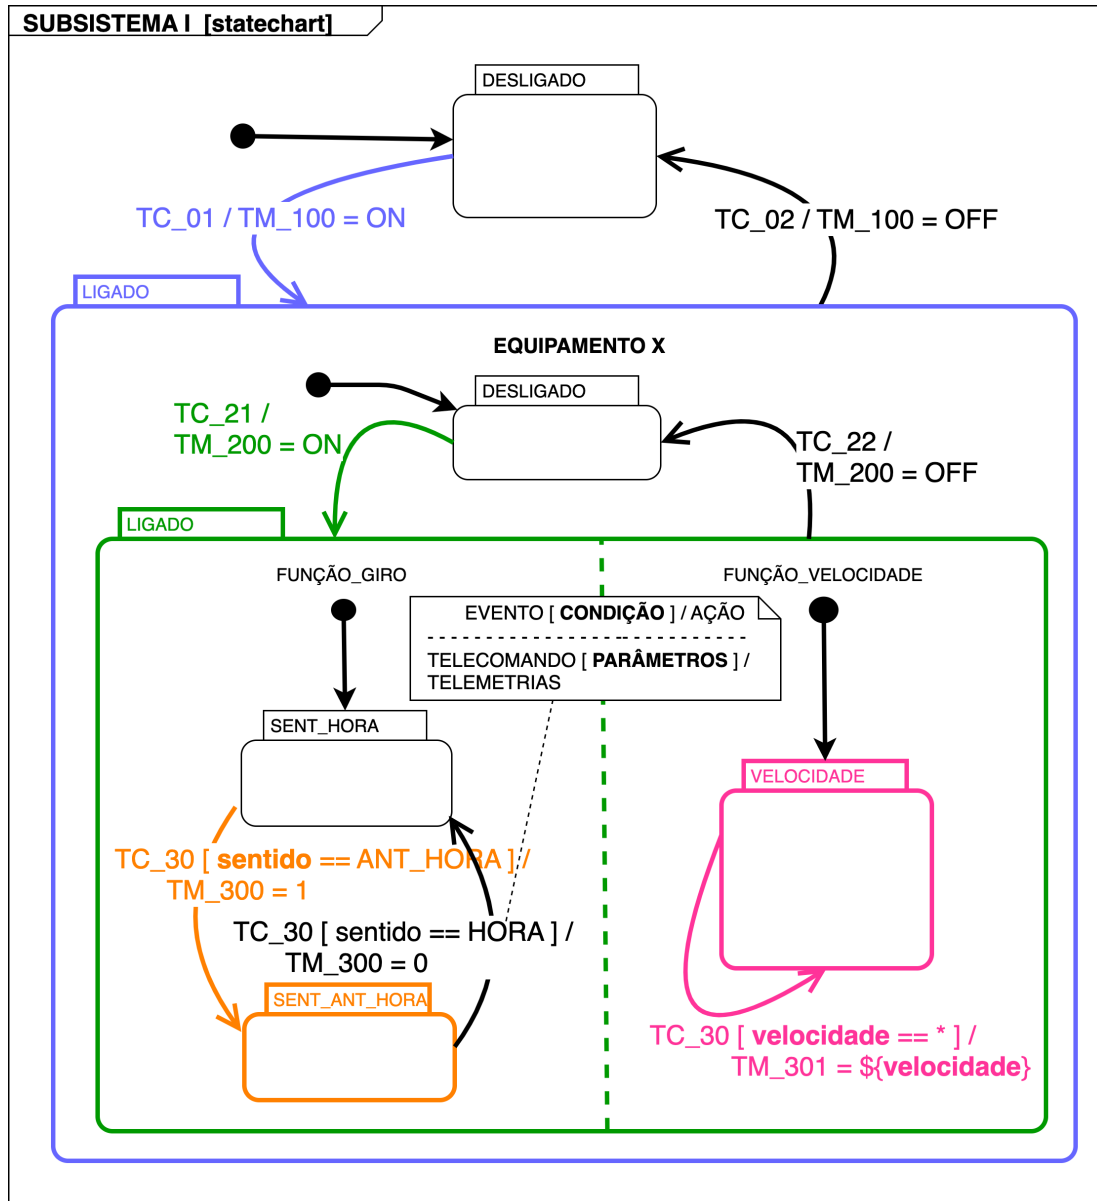 SUBSISTEMA I  [statechart]
DESLIGADO
TC_01 / TM_100 = ON
TC_02 / TM_100 = OFF
LIGADO
EQUIPAMENTO X
DESLIGADO
TC_21 /
TM_200 = ON
TC_22 /
TM_200 = OFF
LIGADO
FUNÇÃO_GIRO
FUNÇÃO_VELOCIDADE
EVENTO [ CONDIÇÃO ] / AÇÃO
- - - - - - - - - - - - - - - - - - - - - - - - - - -
TELECOMANDO [ PARÂMETROS ] /
TELEMETRIAS
SENT_HORA
VELOCIDADE
TC_30 [ sentido == ANT_HORA ] /
TM_300 = 1
TC_30 [ sentido == HORA ] /
TM_300 = 0
SENT_ANT_HORA
TC_30 [ velocidade == * ] /
TM_301 = ${velocidade}